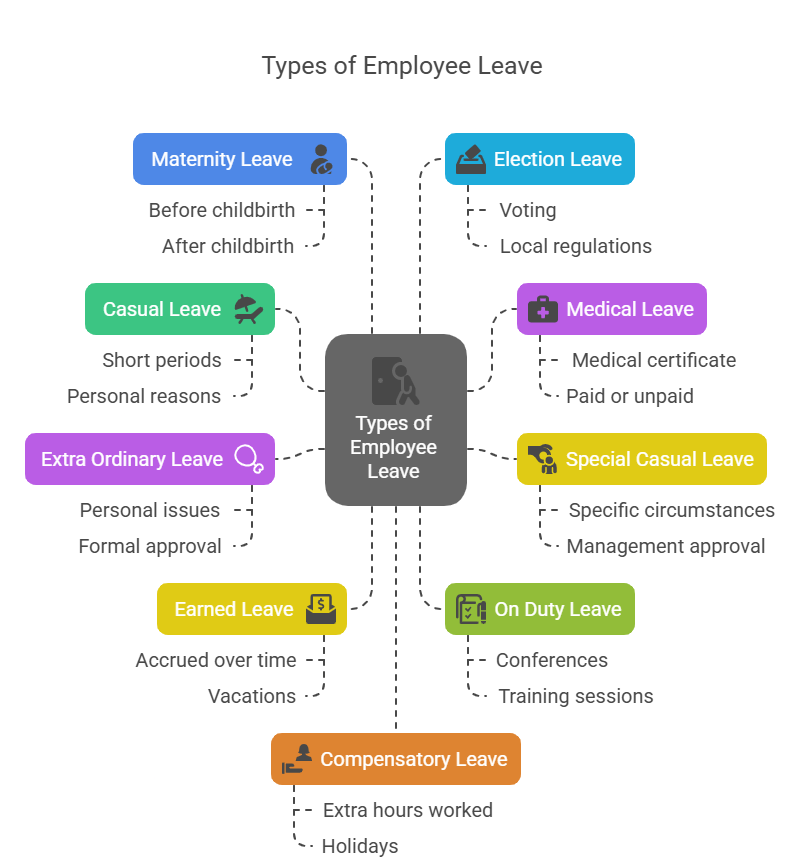 Types of Employee Leave
Maternity Leave
Before childbirth
After childbirth
Election Leave
Voting
Local regulations
Casual Leave
Short periods
Personal reasons
Medical Leave
Medical certificate
Paid or unpaid
Types of
Employee
Leave
Extra Ordinary Leave
Personal issues
Formal approval
Special Casual Leave
Specific circumstances
Management approval
Earned Leave
$
Accrued over time
Vacations
On Duty Leave
Conferences
Training sessions
Compensatory Leave
Extra hours worked
Holidays